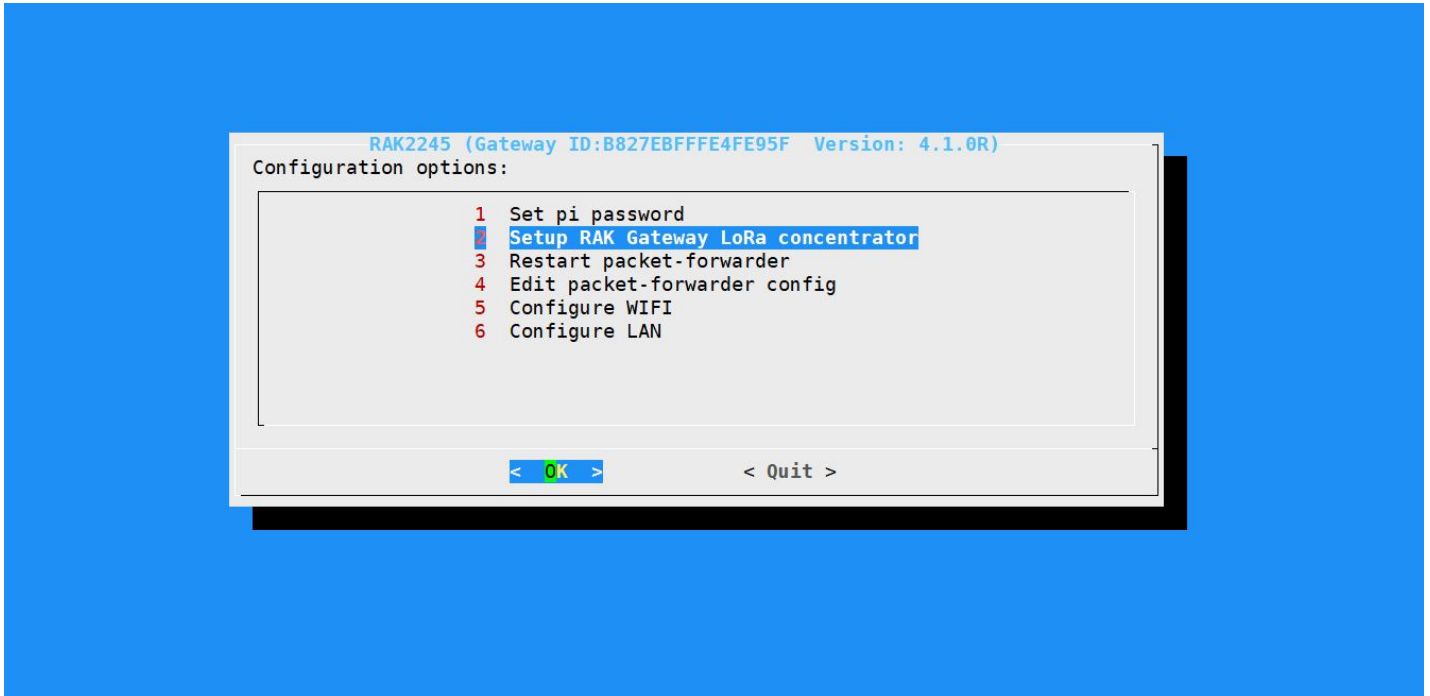 RAK2245 (Gateway ID:B827EBFFFE4FE95F Version: 4.1.0R)
Configuration options:
1 Set pi password
2 Setup RAK Gateway LoRa concentrator
3 Restart packet-forwarder
4 Edit packet-forwarder config
5 Configure WIFI
6 Configure LAN
< OK > < Quit >